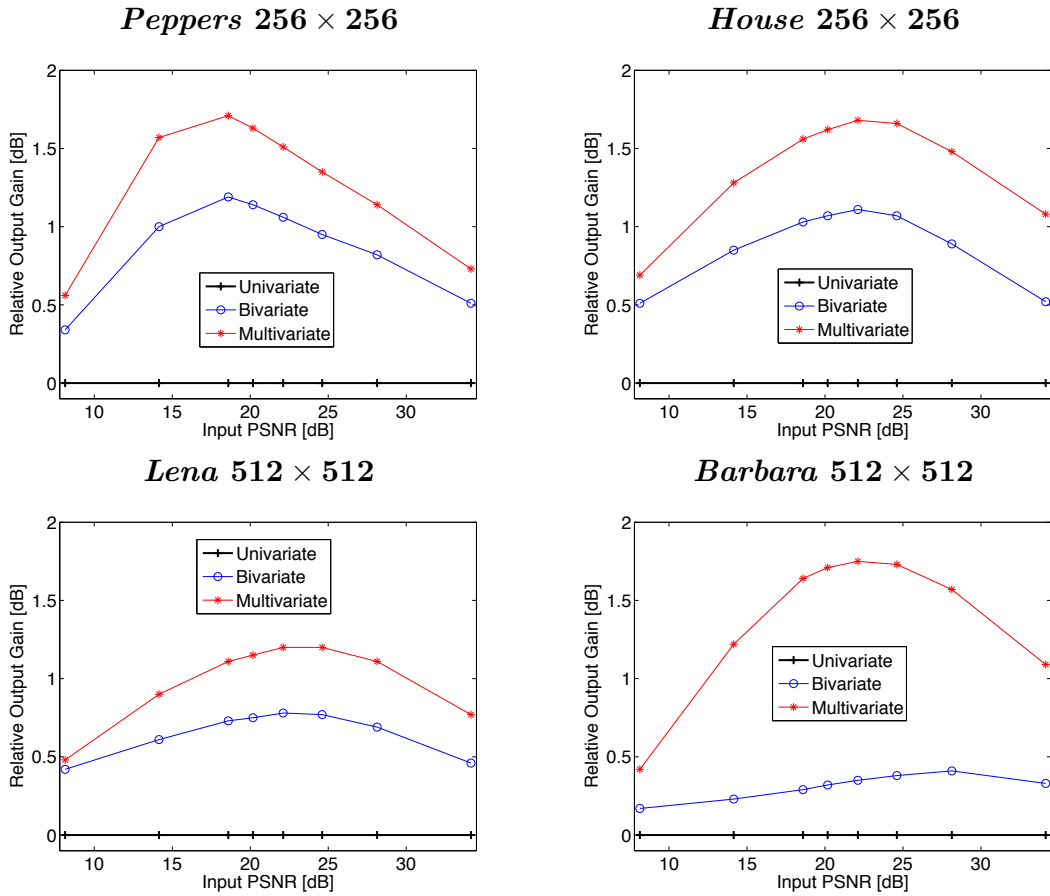 Peppers 256 × 256
2
1.5
1
0.5
0
Relative Output Gain [dB]
Univariate
Bivariate
Multivariate
10 15 20 25 30
Input PSNR [dB]
House 256 × 256
2
1.5
1
0.5
0
Relative Output Gain [dB]
Univariate
Bivariate
Multivariate
10 15 20 25 30
Input PSNR [dB]
Lena 512 × 512
2
1.5
1
0.5
0
Relative Output Gain [dB]
Univariate
Bivariate
Multivariate
10 15 20 25 30
Input PSNR [dB]
Barbara 512 × 512
2
1.5
1
0.5
0
Relative Output Gain [dB]
Univariate
Bivariate
Multivariate
10 15 20 25 30
Input PSNR [dB]